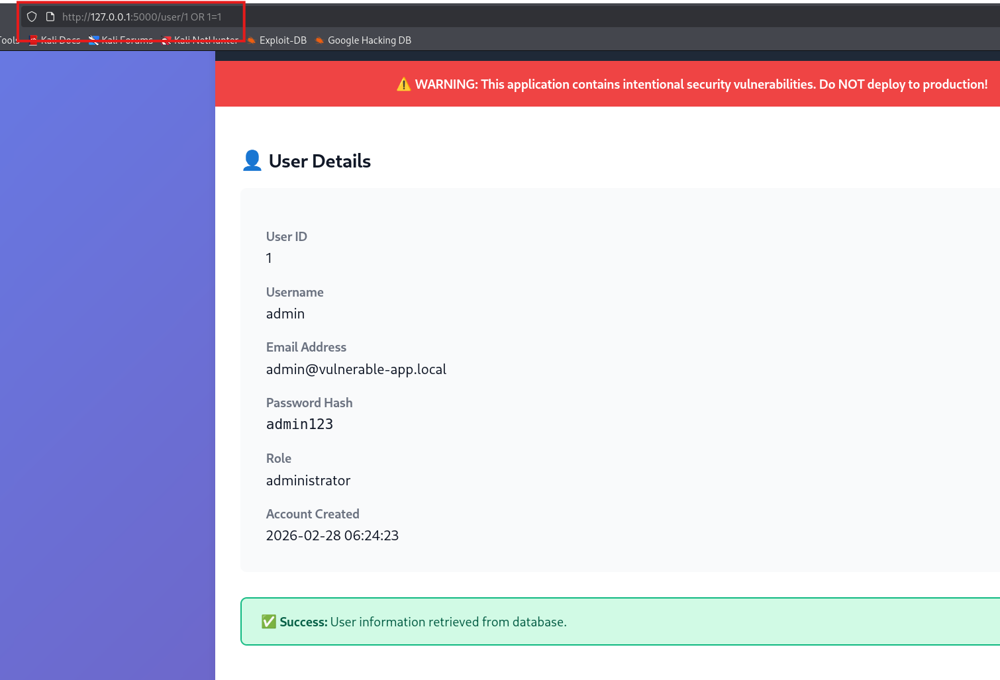 http://127.0.0.1:5000/user/1 OR 1=1
Tools Kali Docs Kali Forums Kali NetHunter Exploit-DB Google Hacking DB
⚠️ WARNING: This application contains intentional security vulnerabilities. Do NOT deploy to production!
👤 User Details
User ID
1
Username
admin
Email Address
admin@vulnerable-app.local
Password Hash
admin123
Role
administrator
Account Created
2026-02-28 06:24:23
✅ Success: User information retrieved from database.